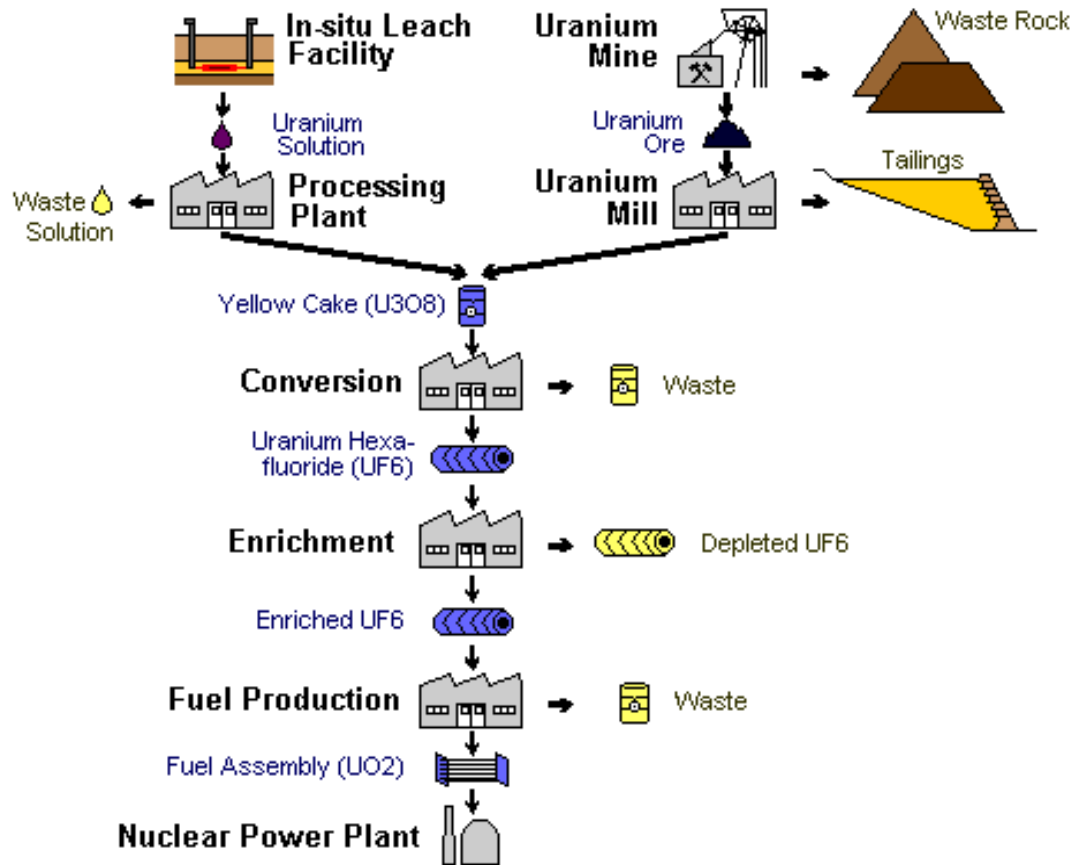 In-situ Leach
Facility
Uranium
Mine
Waste Rock
Uranium
Solution
Uranium
Ore
Tailings
Processing
Plant
Uranium
Mill
Waste
Solution
Yellow Cake (U3O8)
Conversion
Waste
Uranium Hexa-
fluoride (UF6)
Enrichment
Depleted UF6
Enriched UF6
Fuel Production
Waste
Fuel Assembly (UO2)
Nuclear Power Plant